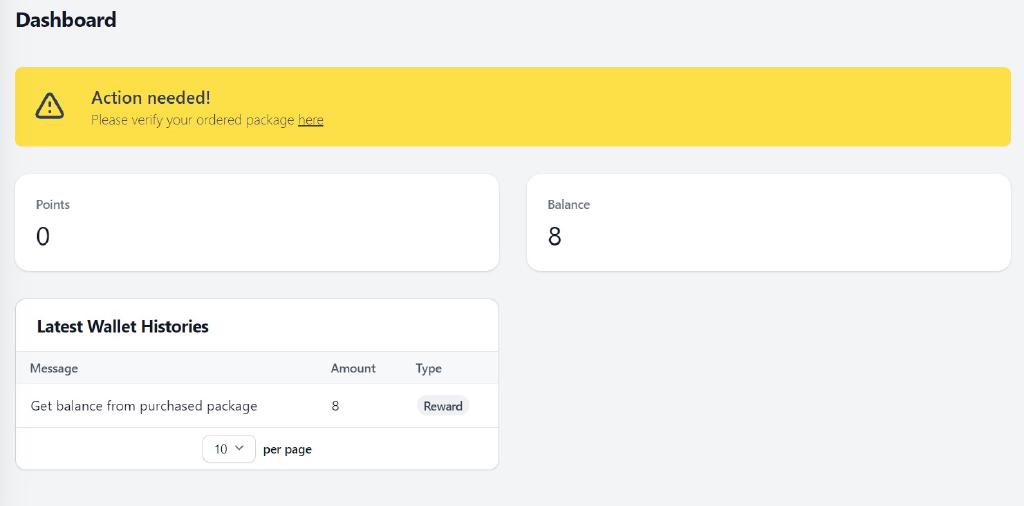 Dashboard
Action needed!
Please verify your ordered package here
Points
0
Balance
8
Latest Wallet Histories
Message Amount Type
Get balance from purchased package 8 Reward
10 per page